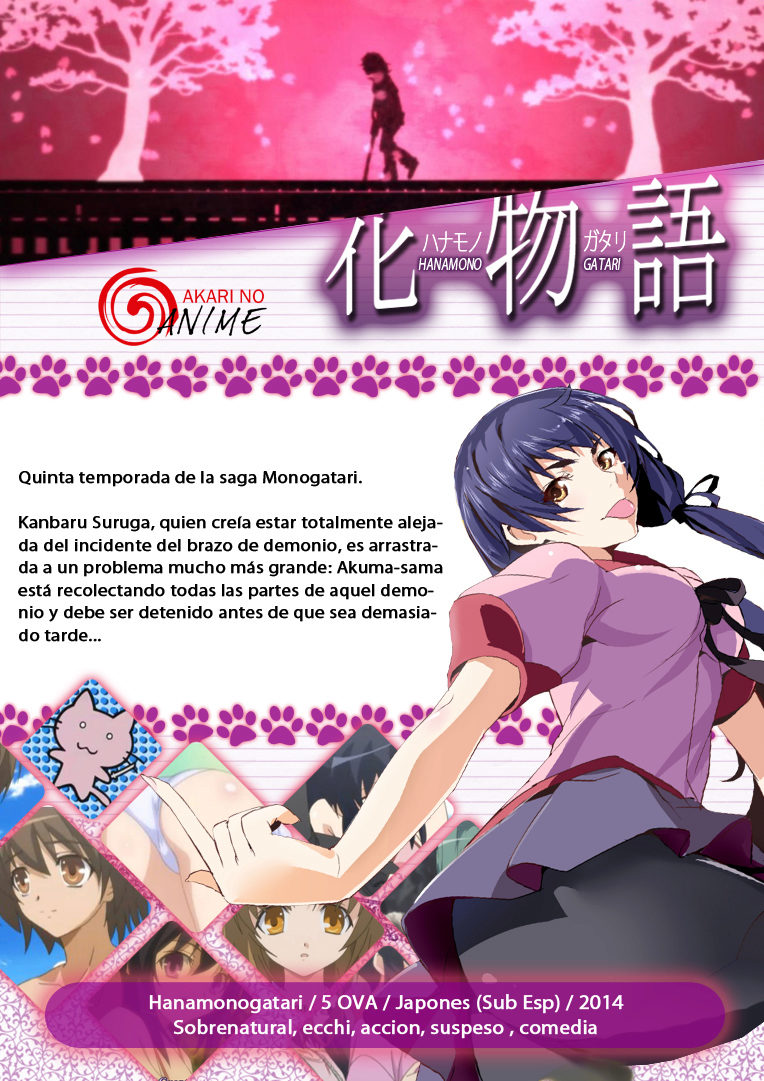 化 ハナモノ 物 ガタリ 語
HANAMONO GATARI
AKARI NO
ANIME
Quinta temporada de la saga Monogatari.
Kanbaru Suruga, quien creía estar totalmente aleja-
da del incidente del brazo de demonio, es arrastra-
da a un problema mucho más grande: Akuma-sama
está recolectando todas las partes de aquel demo-
nio y debe ser detenido antes de que sea demasia-
do tarde...
Hanamonogatari / 5 OVA / Japones (Sub Esp) / 2014
Sobrenatural, ecchi, accion, suspeso , comedia